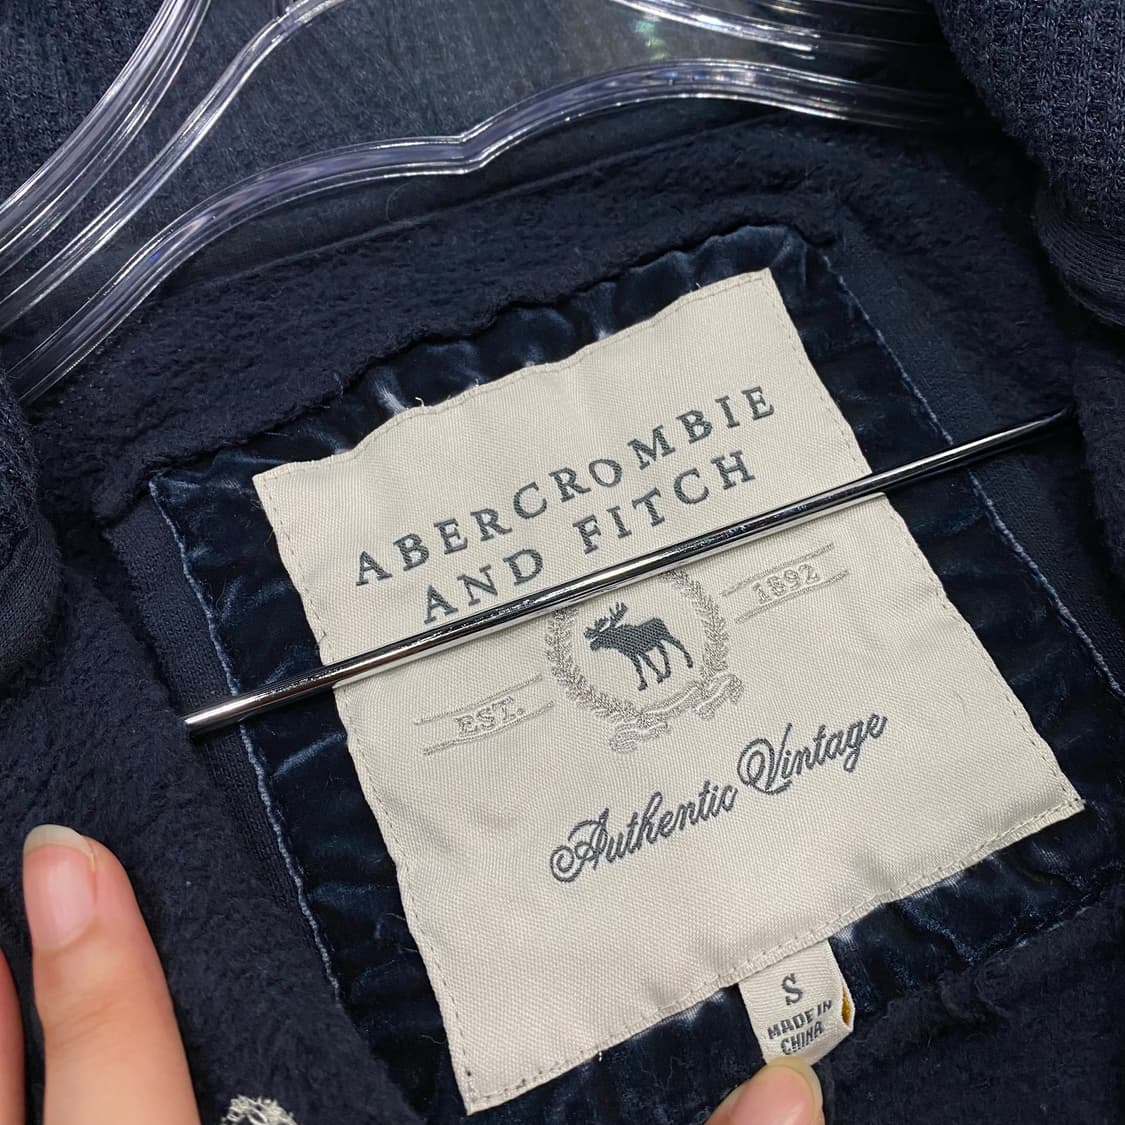 ABERCROMBIE
AND FITCH
EST. 1892
Authentic Vintage
S
MADE IN
CHINA